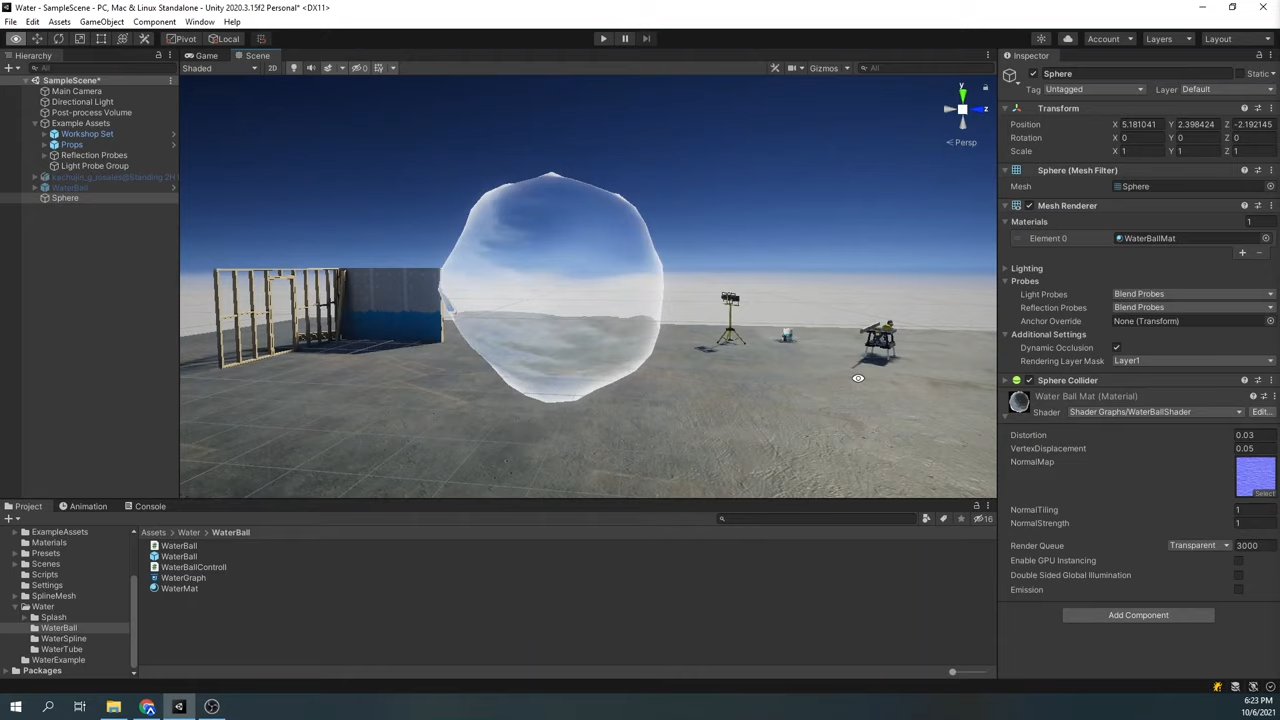 Water - SampleScene - PC, Mac & Linux Standalone - Unity 2020.3.15f2 Personal* <DX11>
File Edit Assets GameObject Component Window Help
Pivot Local Account Layers Layout
Hierarchy Game Scene Inspector
All Shaded 2D 0 Gizmos All
SampleScene*
Main Camera
Directional Light
Post-process Volume
Example Assets
Workshop Set
Props
Reflection Probes
Light Probe Group
kachujin_g_rosales@Standing 2H
WaterBall
Sphere
y
z
Persp
Sphere Static
Tag Untagged Layer Default
Transform
Position X 5.181041 Y 2.398424 Z -2.192145
Rotation X 0 Y 0 Z 0
Scale X 1 Y 1 Z 1
Sphere (Mesh Filter)
Mesh Sphere
Mesh Renderer
Materials 1
Element 0 WaterBallMat
Lighting
Probes
Light Probes Blend Probes
Reflection Probes Blend Probes
Anchor Override None (Transform)
Additional Settings
Dynamic Occlusion
Rendering Layer Mask Layer1
Sphere Collider
Water Ball Mat (Material)
Shader Shader Graphs/WaterBallShader Edit...
Distortion 0.03
VertexDisplacement 0.05
NormalMap
Select
NormalTiling 1
NormalStrength 1
Render Queue Transparent 3000
Enable GPU Instancing
Double Sided Global Illumination
Emission
Add Component
Project Animation Console
16
ExampleAssets
Materials
Presets
Scenes
Scripts
Settings
SplineMesh
Water
Splash
WaterBall
WaterSpline
WaterTube
WaterExample
Packages
Assets Water WaterBall
WaterBall
WaterBall
WaterBallControll
WaterGraph
WaterMat
6:23 PM
10/6/2021